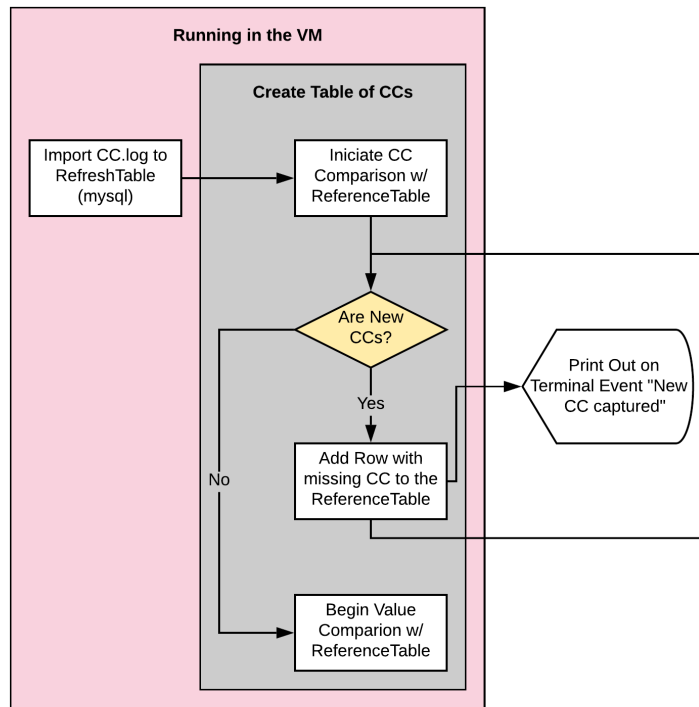 Running in the VM
Create Table of CCs
Import CC.log to
RefreshTable
(mysql)
Iniciate CC
Comparison w/
ReferenceTable
Are New
CCs?
Print Out on
Terminal Event "New
CC captured"
Yes
Add Row with
missing CC to the
ReferenceTable
No
Begin Value
Comparion w/
ReferenceTable